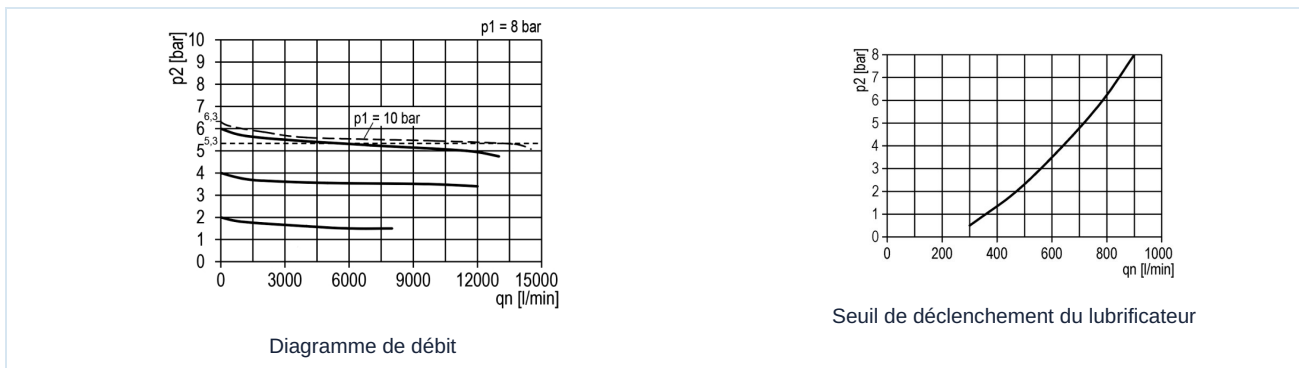 p1 = 8 bar
p2 [bar]
10
9
8
7
6,3
6
5,3
5
4
3
2
1
0
p1 = 10 bar
0 3000 6000 9000 12000 15000
qn [l/min]
Diagramme de débit
p2 [bar]
8
7
6
5
4
3
2
1
0
0 200 400 600 800 1000
qn [l/min]
Seuil de déclenchement du lubrificateur